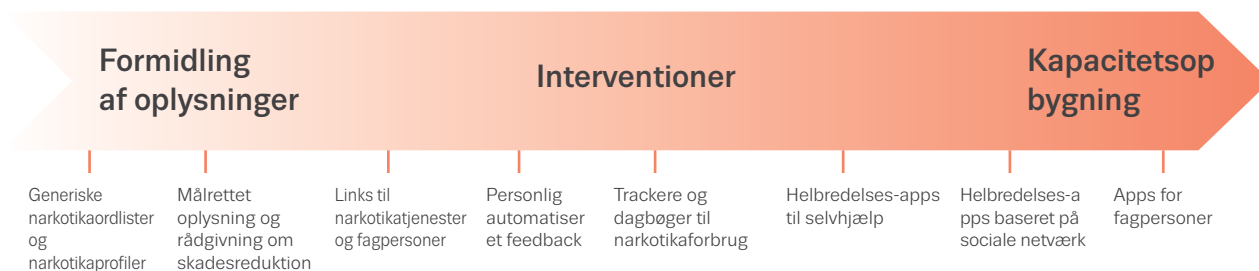 Formidling
af oplysninger
Interventioner
Kapacitetsop
bygning
Generiske
narkotikaordlister
og
narkotikaprofiler
Målrettet
oplysning og
rådgivning om
skadesreduktion
Links til
narkotikatjenester
og fagpersoner
Personlig
automatiser
et feedback
Trackere og
dagbøger til
narkotikaforbrug
Helbredelses-apps
til selvhjælp
Helbredelses-a
pps baseret på
sociale netværk
Apps for
fagpersoner